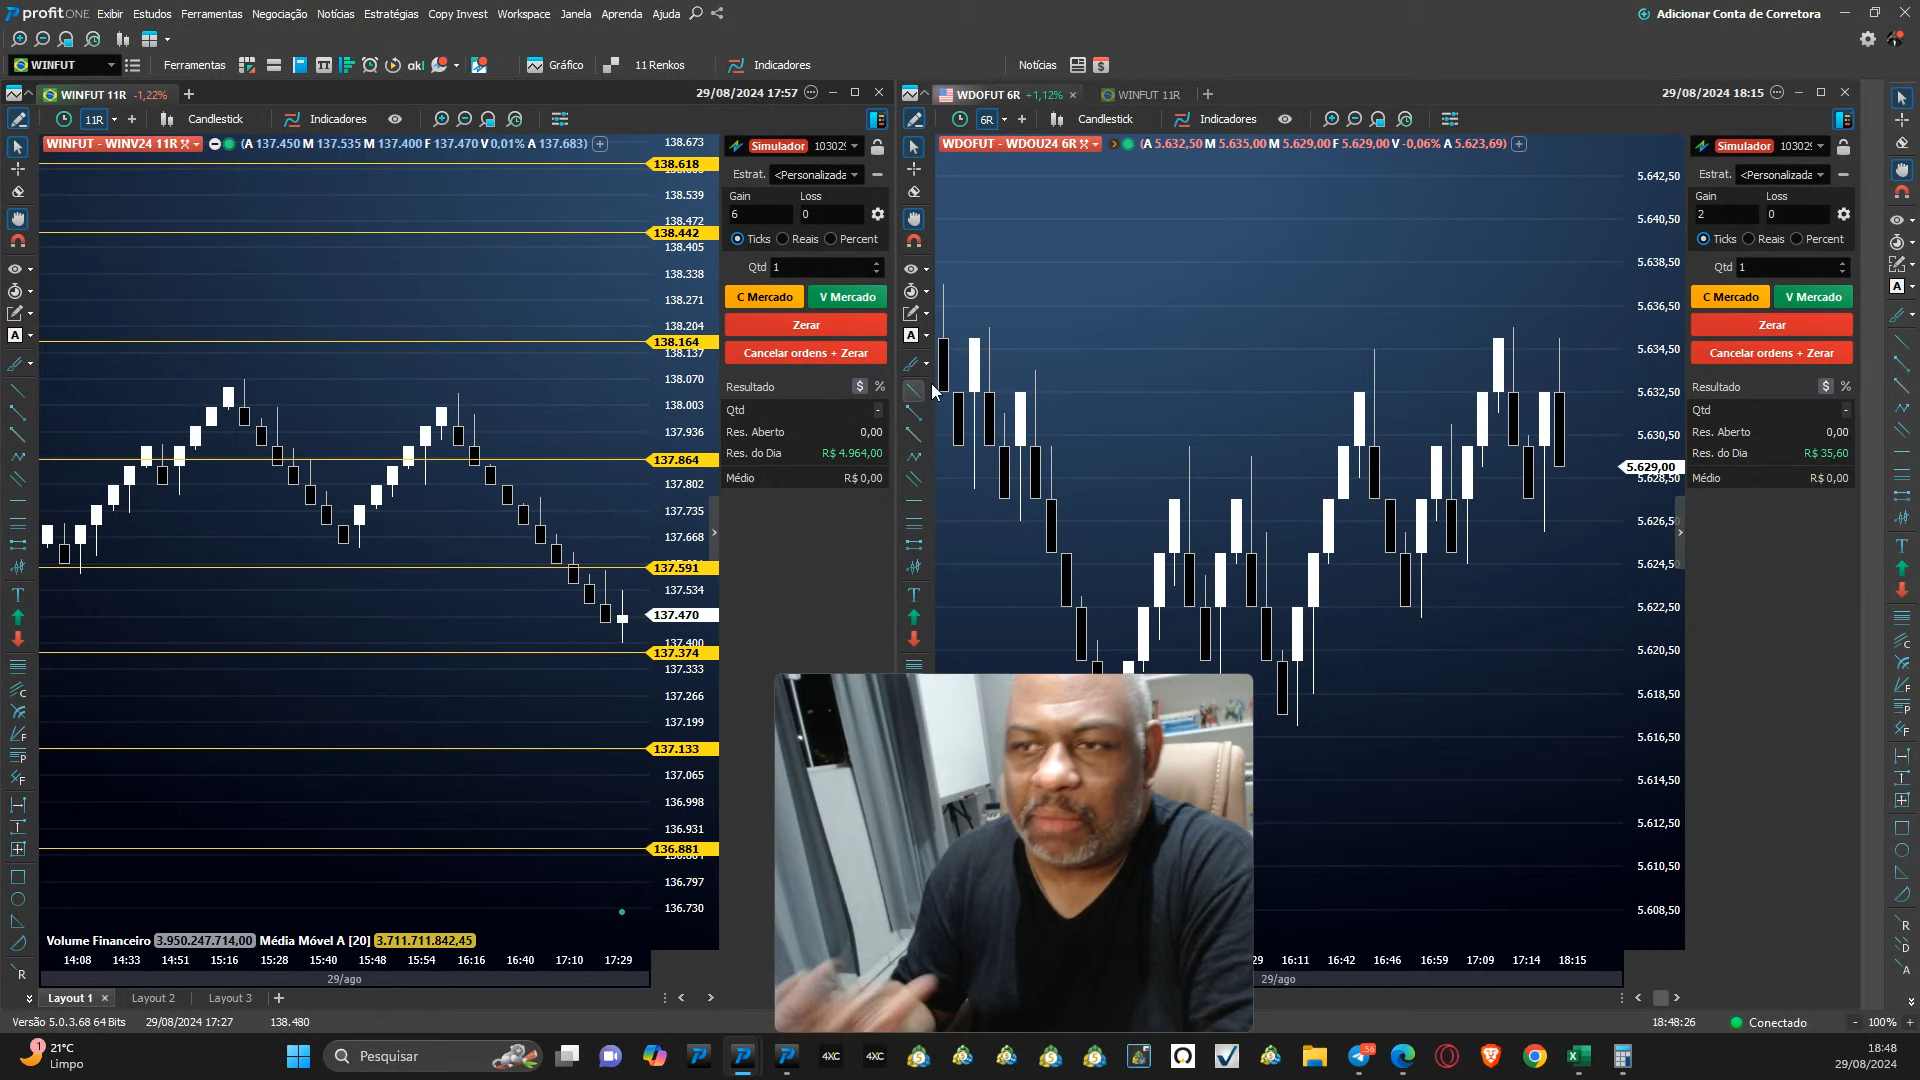 profitONE Exibir Estudos Ferramentas Negociação Notícias Estratégias Copy Invest Workspace Janela Aprenda Ajuda
Adicionar Conta de Corretora
WINFUT Ferramentas Gráfico 11 Renkos Indicadores Notícias
WINFUT 11R -1,22%
29/08/2024 17:57
11R Candlestick Indicadores
WINFUT - WINV24 11R (A 137.450 M 137.535 M 137.400 F 137.470 V 0,01% A 137.683)
138.673
138.618
138.539
138.472
138.442
138.405
138.338
138.271
138.204
138.164
138.137
138.070
138.003
137.936
137.864
137.802
137.735
137.668
137.591
137.534
137.470
137.400
137.374
137.333
137.266
137.199
137.133
137.065
136.998
136.931
136.881
136.797
136.730
Volume Financeiro 3.950.247.714,00 Média Móvel A [20] 3.711.711.842,45
14:08 14:33 14:51 15:16 15:28 15:40 15:48 15:54 16:16 16:40 17:10 17:29
29/ago
Simulador 10302
Estrat. <Personalizada
Gain Loss
6 0
Ticks Reais Percent
Qtd 1
C Mercado V Mercado
Zerar
Cancelar ordens + Zerar
Resultado $ %
Qtd -
Res. Aberto 0,00
Res. do Dia R$ 4.964,00
Médio R$ 0,00
WDOFUT 6R +1,12% WINFUT 11R
29/08/2024 18:15
6R Candlestick Indicadores
WDOFUT - WDOU24 6R (A 5.632,50 M 5.635,00 M 5.629,00 F 5.629,00 V -0,06% A 5.623,69)
5.642,50
5.640,50
5.638,50
5.636,50
5.634,50
5.632,50
5.630,50
5.629,00
5.628,50
5.626,50
5.624,50
5.622,50
5.620,50
5.618,50
5.616,50
5.614,50
5.612,50
5.610,50
5.608,50
29 16:11 16:42 16:46 16:59 17:09 17:14 18:15
29/ago
Simulador 10302
Estrat. <Personalizada
Gain Loss
2 0
Ticks Reais Percent
Qtd 1
C Mercado V Mercado
Zerar
Cancelar ordens + Zerar
Resultado $ %
Qtd -
Res. Aberto 0,00
Res. do Dia R$ 35,60
Médio R$ 0,00
Layout 1 Layout 2 Layout 3
Versão 5.0.3.68 64 Bits 29/08/2024 17:27 138.480
18:48:26 Conectado - 100% +
21°C
Limpo
Pesquisar
4XC 4XC
56
18:48
29/08/2024